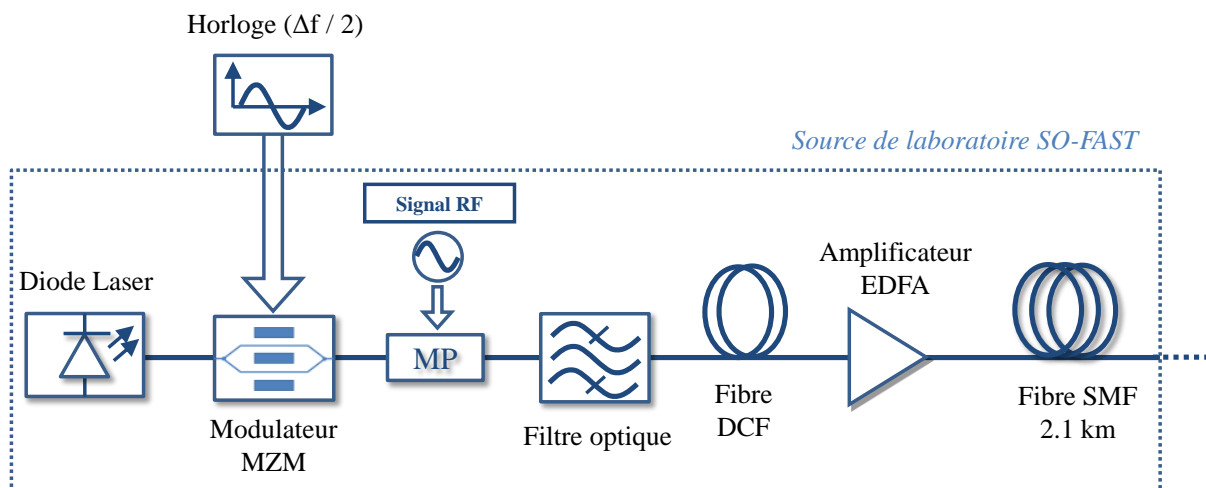 Horloge (Δf / 2)
Source de laboratoire SO-FAST
Signal RF
Diode Laser
Amplificateur
EDFA
MP
Modulateur
MZM
Filtre optique
Fibre
DCF
Fibre SMF
2.1 km